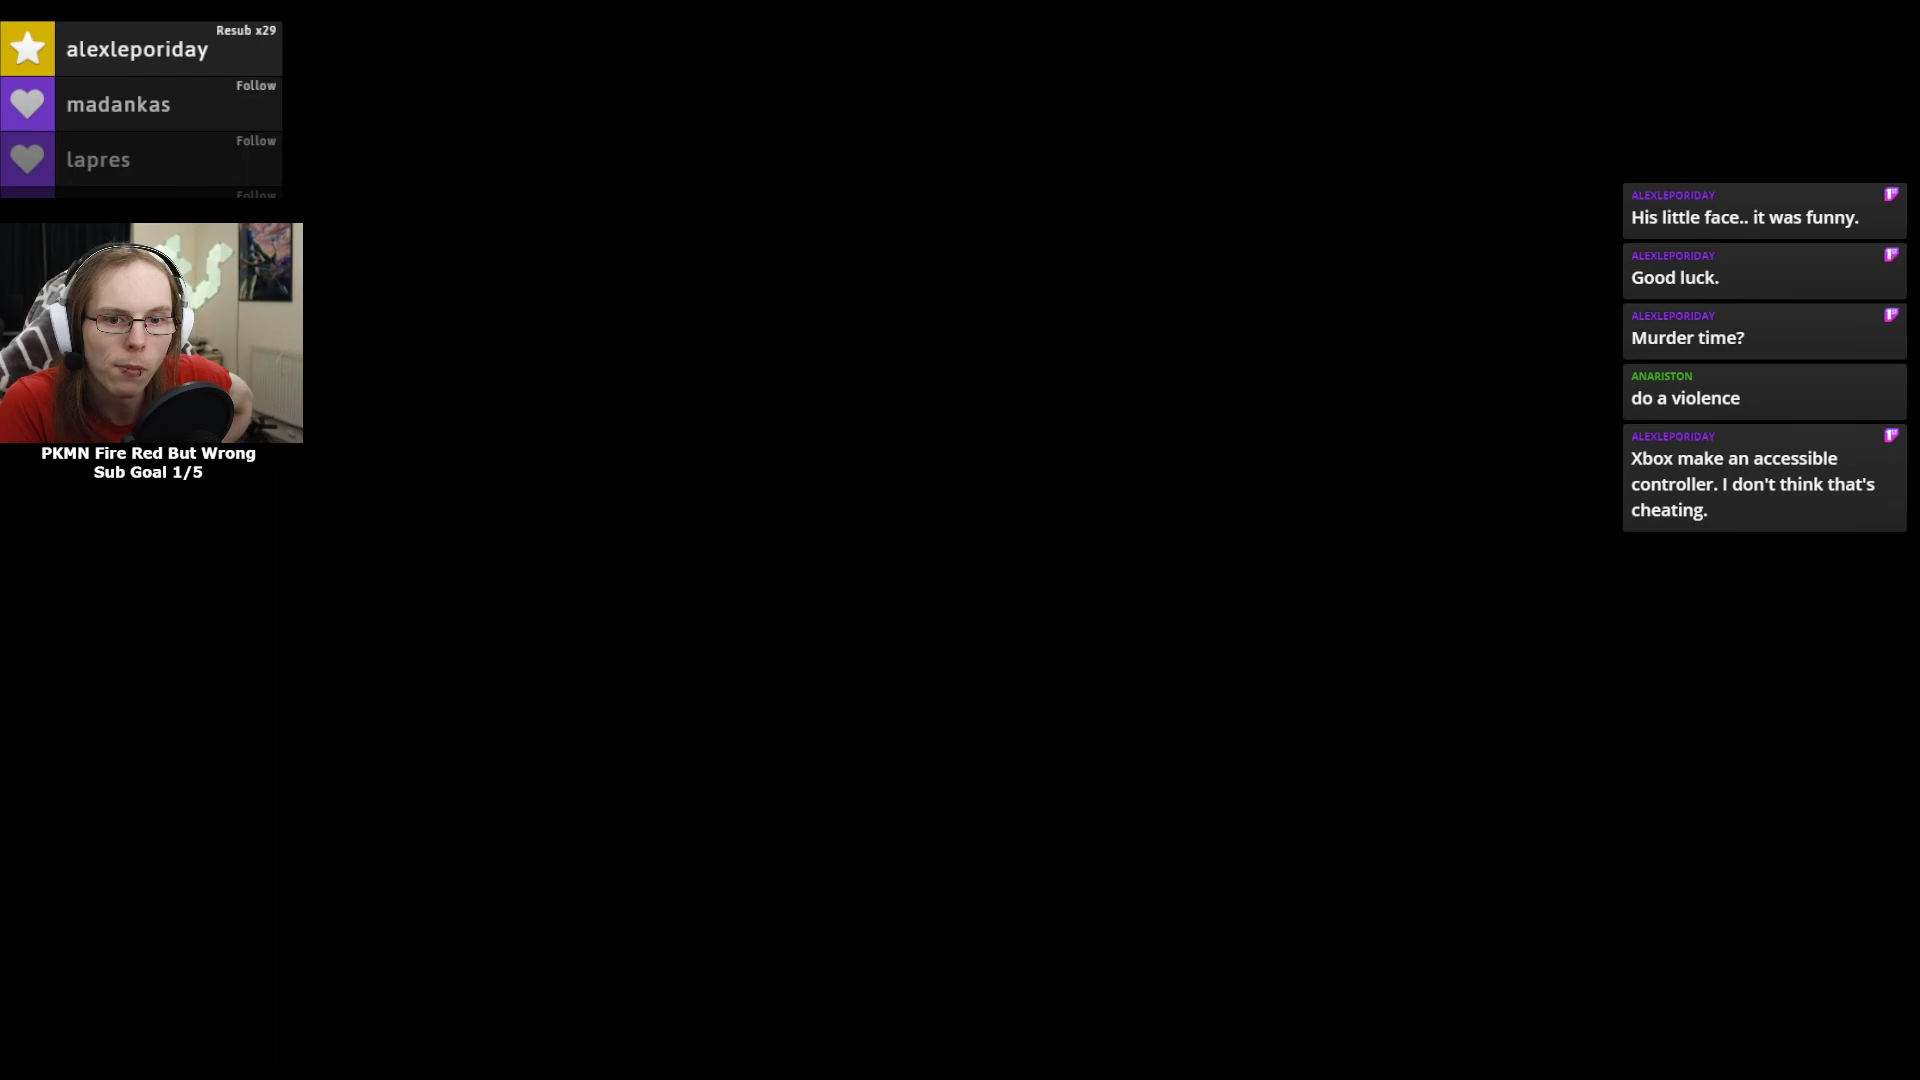 Resub x29
alexleporiday
Follow
madankas
Follow
lapres
Follow
PKMN Fire Red But Wrong
Sub Goal 1/5
ALEXLEPORIDAY
His little face.. it was funny.
ALEXLEPORIDAY
Good luck.
ALEXLEPORIDAY
Murder time?
ANARISTON
do a violence
ALEXLEPORIDAY
Xbox make an accessible
controller. I don't think that's
cheating.